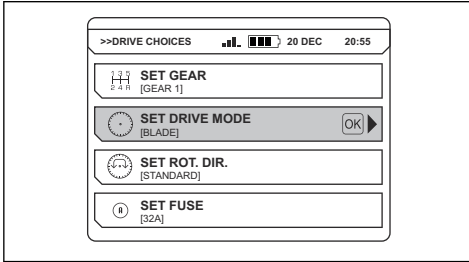 >>DRIVE CHOICES 20 DEC 20:55
1 3 5
2 4 R
SET GEAR
[GEAR 1]
SET DRIVE MODE
[BLADE]
OK
SET ROT. DIR.
[STANDARD]
A
SET FUSE
[32A]